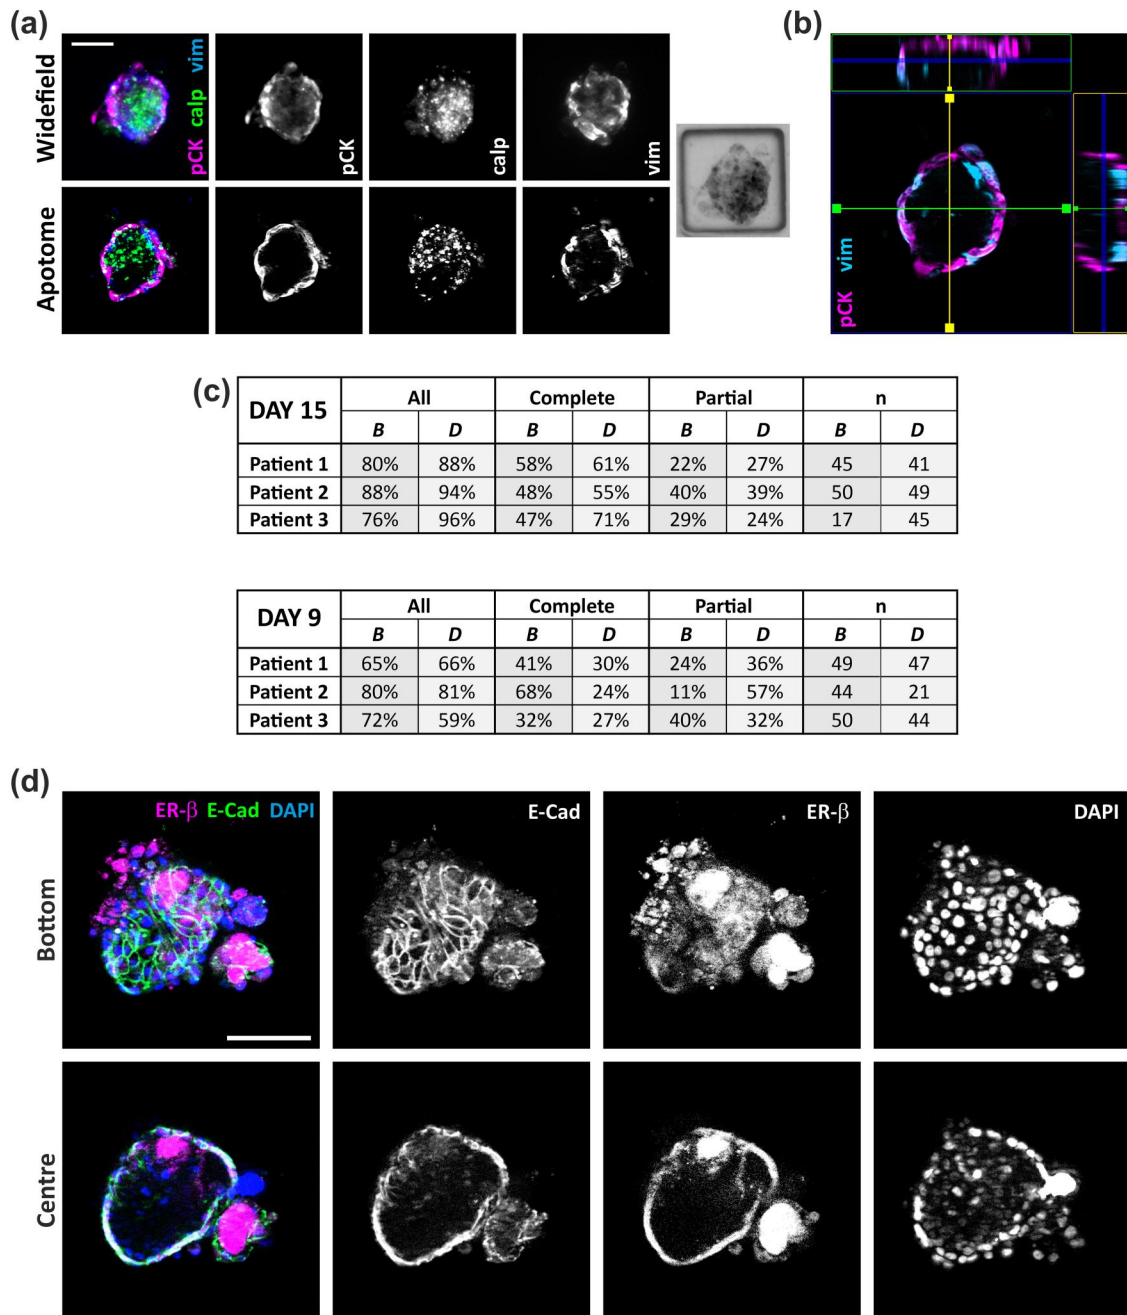 (a)
Widefield
pCK calp vim
pCK
calp
vim
Apotome
(b)
pCK vim
(c)
DAY 15 All Complete Partial n
B D B D B D B D
Patient 1 80% 88% 58% 61% 22% 27% 45 41
Patient 2 88% 94% 48% 55% 40% 39% 50 49
Patient 3 76% 96% 47% 71% 29% 24% 17 45
DAY 9 All Complete Partial n
B D B D B D B D
Patient 1 65% 66% 41% 30% 24% 36% 49 47
Patient 2 80% 81% 68% 24% 11% 57% 44 21
Patient 3 72% 59% 32% 27% 40% 32% 50 44
(d)
Bottom
ER-β E-Cad DAPI
E-Cad
ER-β
DAPI
Centre